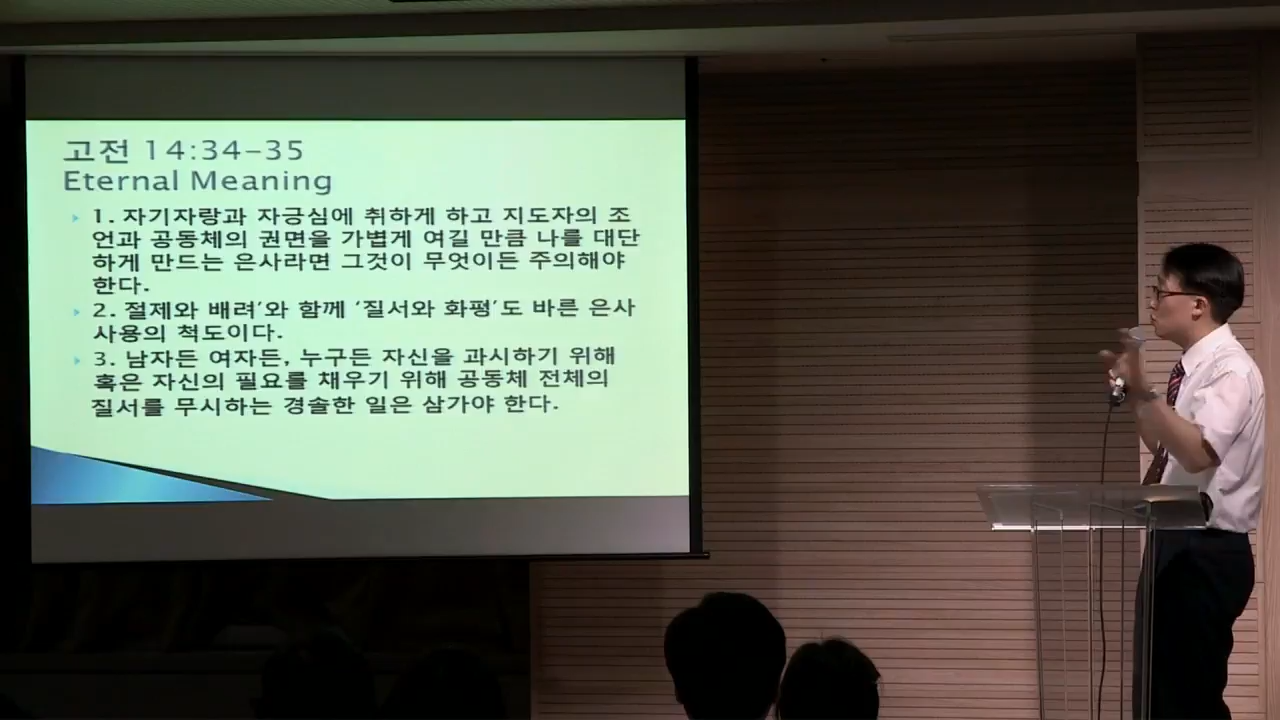 고전 14:34-35
Eternal Meaning
1. 자기자랑과 자긍심에 취하게 하고 지도자의 조
언과 공동체의 권면을 가볍게 여길 만큼 나를 대단
하게 만드는 은사라면 그것이 무엇이든 주의해야
한다.
2. 절제와 배려’와 함께 ‘질서와 화평’도 바른 은사
사용의 척도이다.
3. 남자든 여자든, 누구든 자신을 과시하기 위해
혹은 자신의 필요를 채우기 위해 공동체 전체의
질서를 무시하는 경솔한 일은 삼가야 한다.